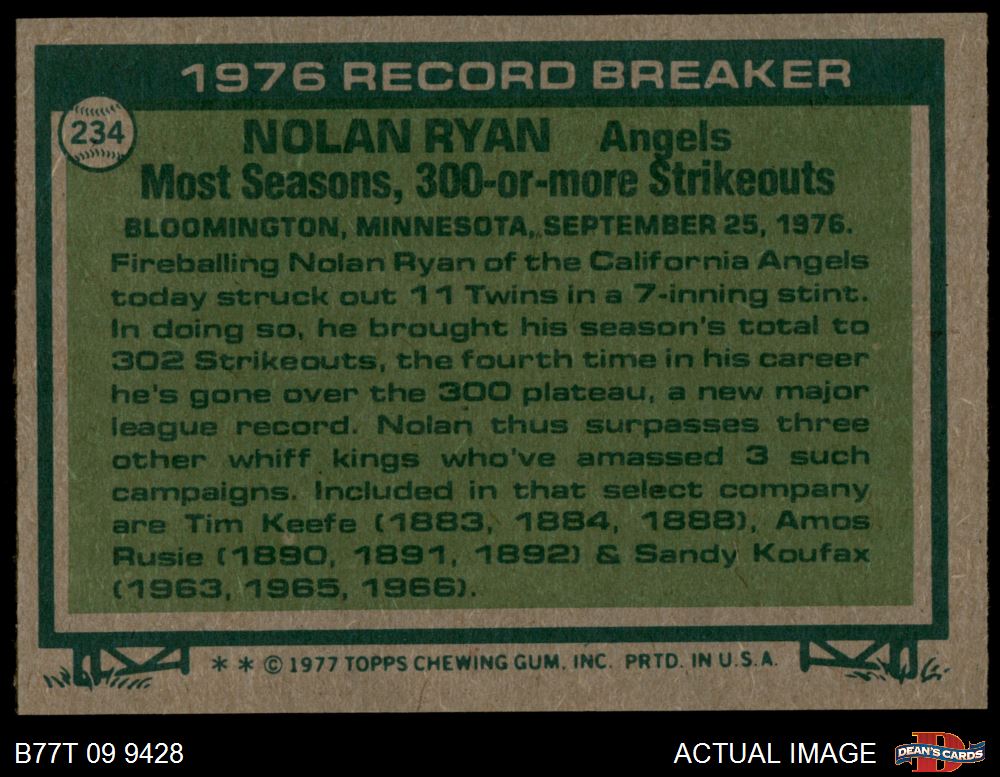 1976 RECORD BREAKER
234
NOLAN RYAN Angels
Most Seasons, 300-or-more Strikeouts
BLOOMINGTON, MINNESOTA, SEPTEMBER 25, 1976.
Fireballing Nolan Ryan of the California Angels
today struck out 11 Twins in a 7-inning stint.
In doing so, he brought his season's total to
302 Strikeouts, the fourth time in his career
he's gone over the 300 plateau, a new major
league record. Nolan thus surpasses three
other whiff kings who've amassed 3 such
campaigns. Included in that select company
are Tim Keefe (1883, 1884, 1888), Amos
Rusie (1890, 1891, 1892) & Sandy Koufax
(1963, 1965, 1966).
* * © 1977 TOPPS CHEWING GUM, INC. PRTD. IN U.S.A.
B77T 09 9428
ACTUAL IMAGE
D
DEAN'S CARDS